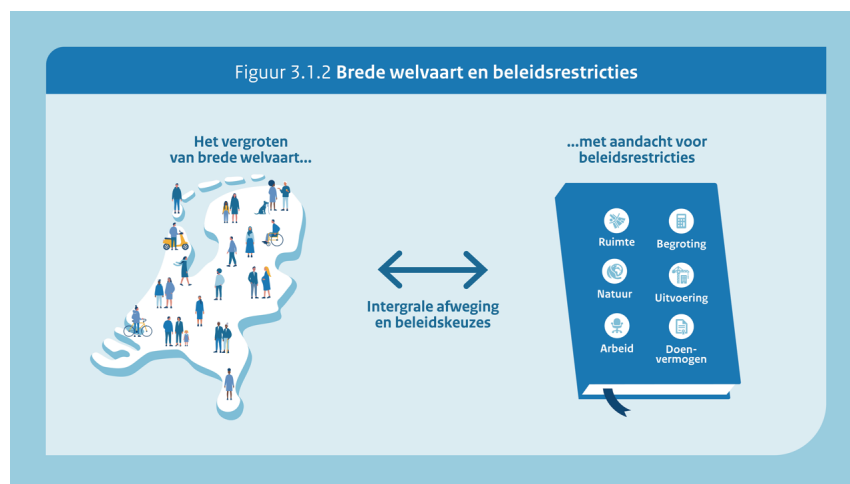 Figuur 3.1.2 Brede welvaart en beleidsrestricties
Het vergroten
van brede welvaart...
...met aandacht voor
beleidsrestricties
Intergrale afweging
en beleidskeuzes
Ruimte
Begroting
Natuur
Uitvoering
Arbeid
Doen-
vermogen